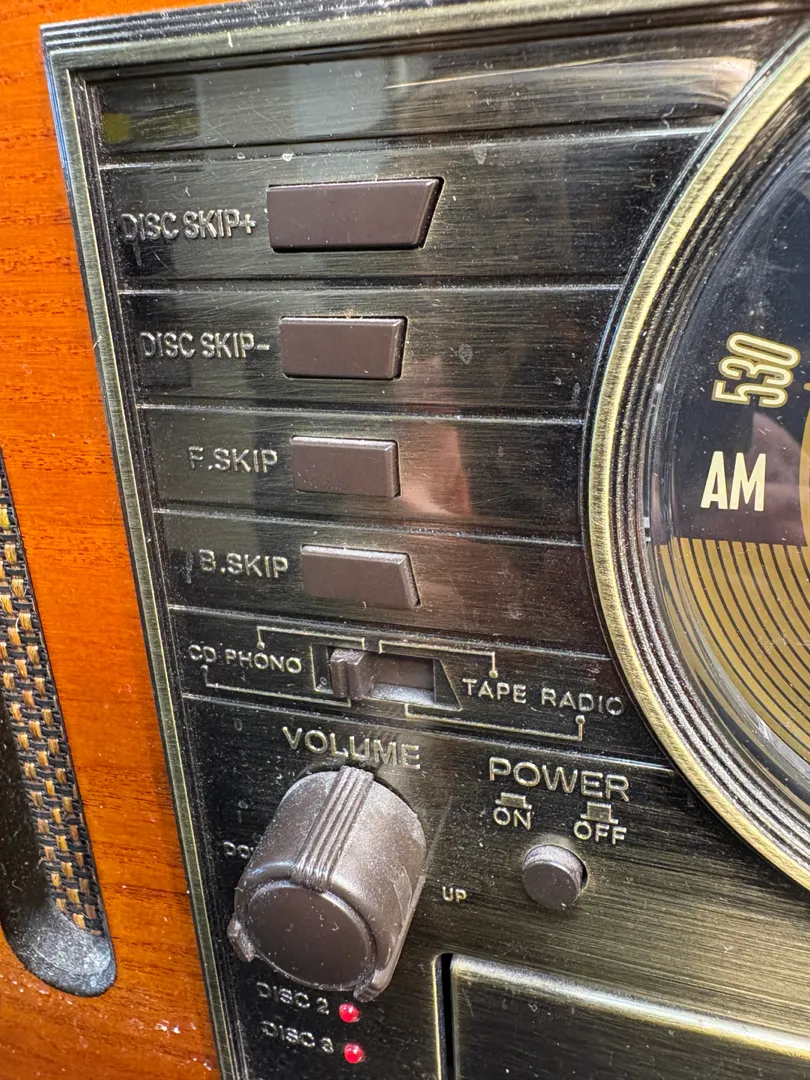 DISC SKIP+
DISC SKIP-
530
F.SKIP
AM
B.SKIP
CD PHONO
TAPE RADIO
VOLUME
POWER
ON OFF
UP
DISC 2
DISC 3